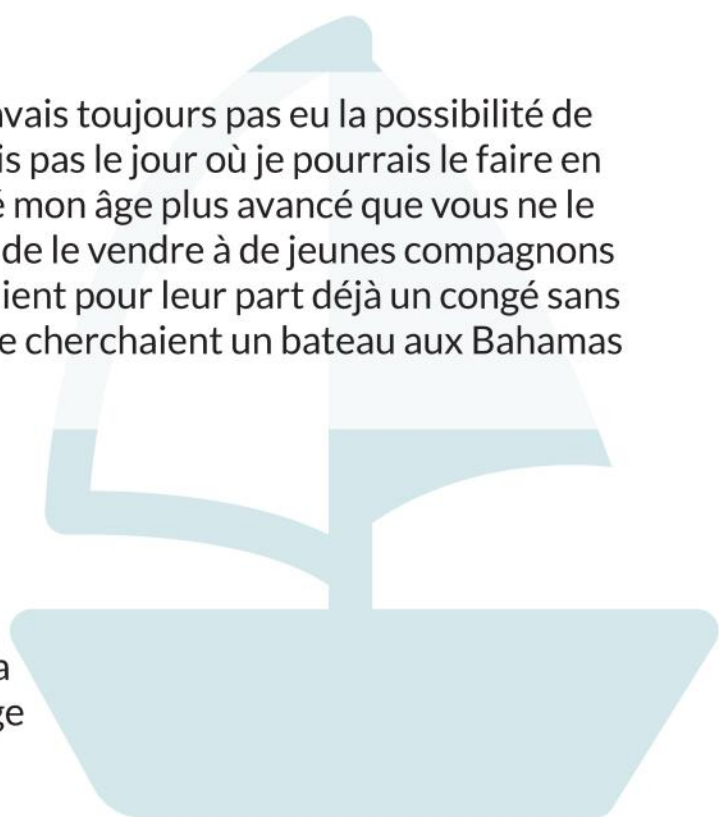 vais toujours pas eu la possibilité de
is pas le jour où je pourrais le faire en
é mon âge plus avancé que vous ne le
de le vendre à de jeunes compagnons
ient pour leur part déjà un congé sans
e cherchaient un bateau aux Bahamas
a
ge